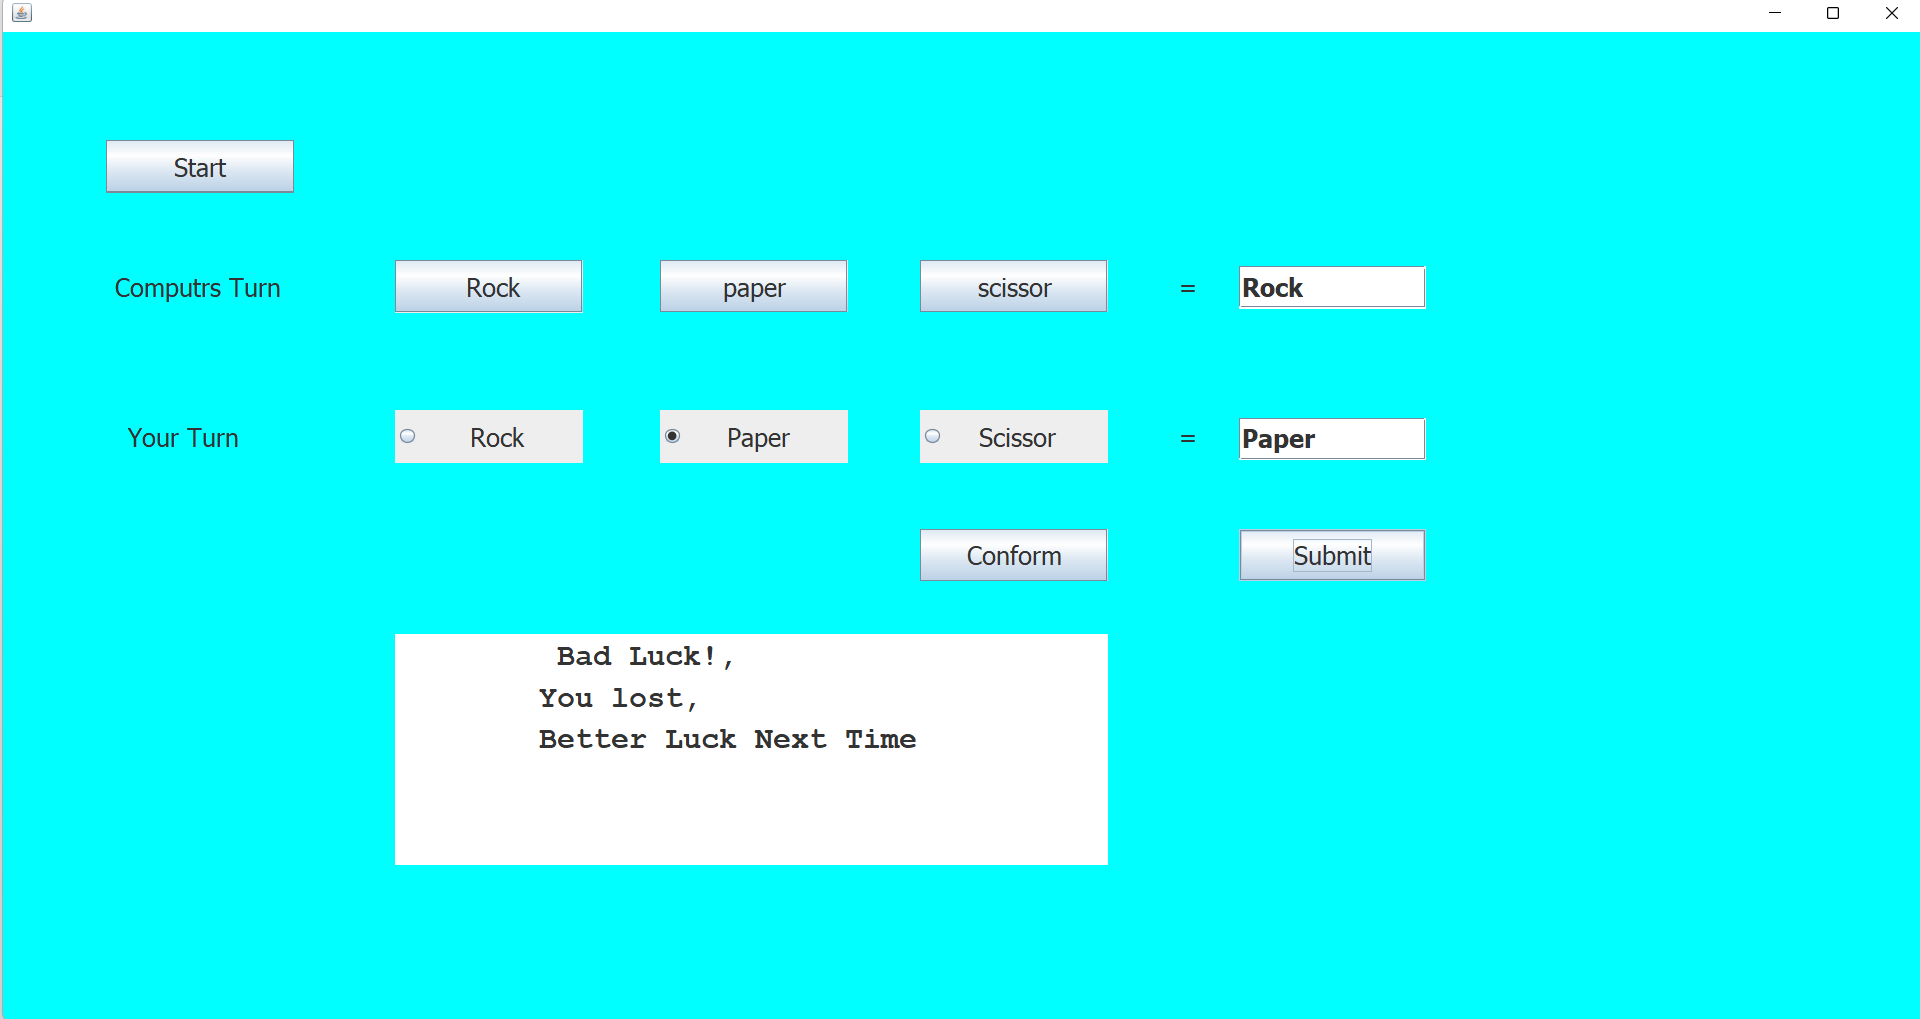 Start
Computrs Turn Rock paper scissor = Rock
Your Turn Rock Paper Scissor = Paper
Conform Submit
Bad Luck!,
You lost,
Better Luck Next Time